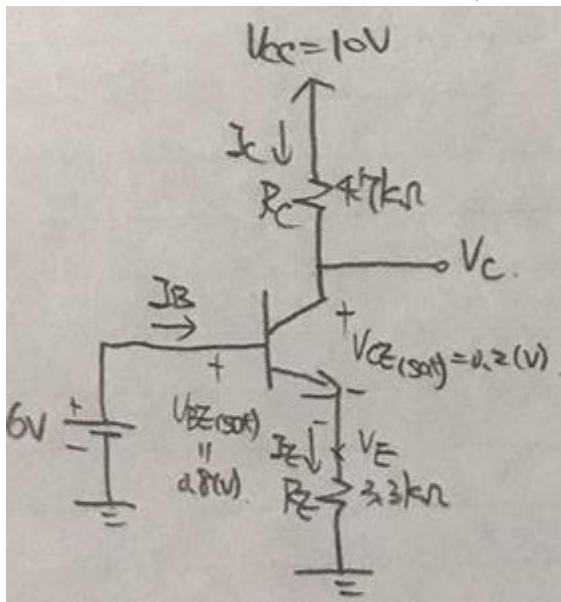 VCC=10V
IC
RC 4.7kΩ
VC.
IB
+
VCE(sat)=0.2(V)
6V
+
-
+
VBE(sat)
=
0.8(V)
-
-
IE
VE
RE 3.3kΩ